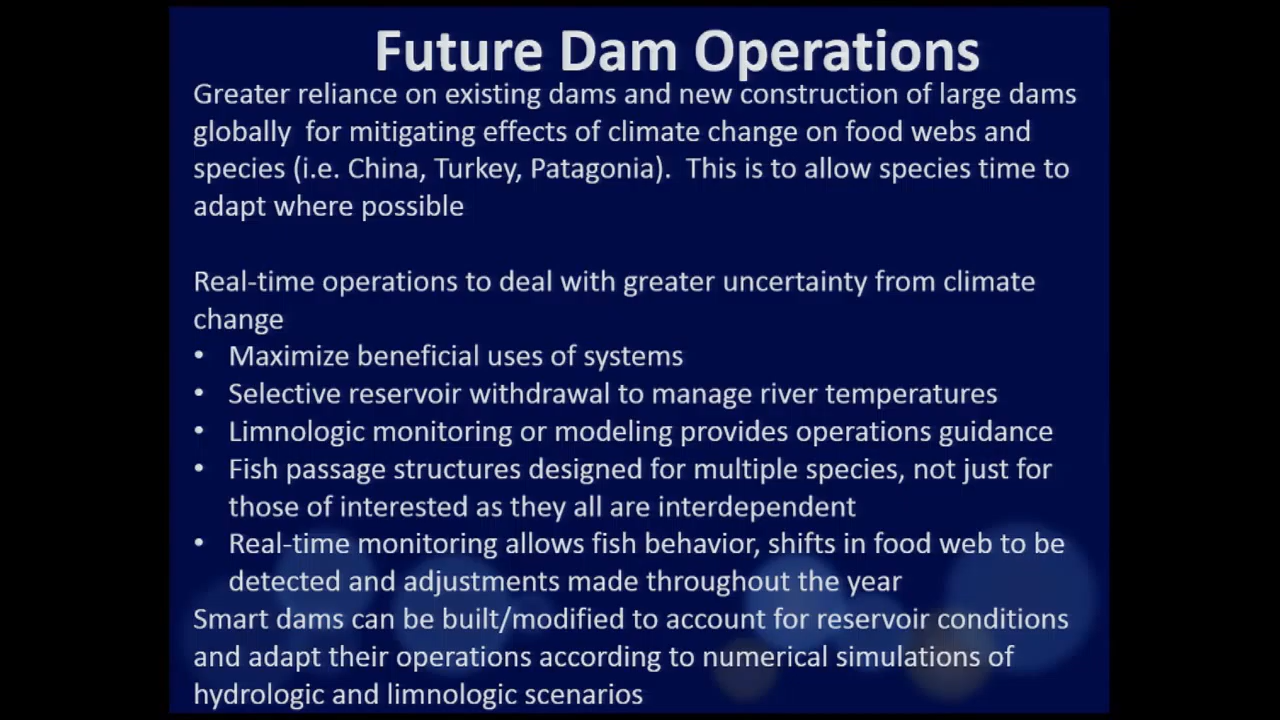 Future Dam Operations
Greater reliance on existing dams and new construction of large dams
globally  for mitigating effects of climate change on food webs and
species (i.e. China, Turkey, Patagonia).  This is to allow species time to
adapt where possible
Real-time operations to deal with greater uncertainty from climate
change
• Maximize beneficial uses of systems
• Selective reservoir withdrawal to manage river temperatures
• Limnologic monitoring or modeling provides operations guidance
• Fish passage structures designed for multiple species, not just for
those of interested as they all are interdependent
• Real-time monitoring allows fish behavior, shifts in food web to be
detected and adjustments made throughout the year
Smart dams can be built/modified to account for reservoir conditions
and adapt their operations according to numerical simulations of
hydrologic and limnologic scenarios